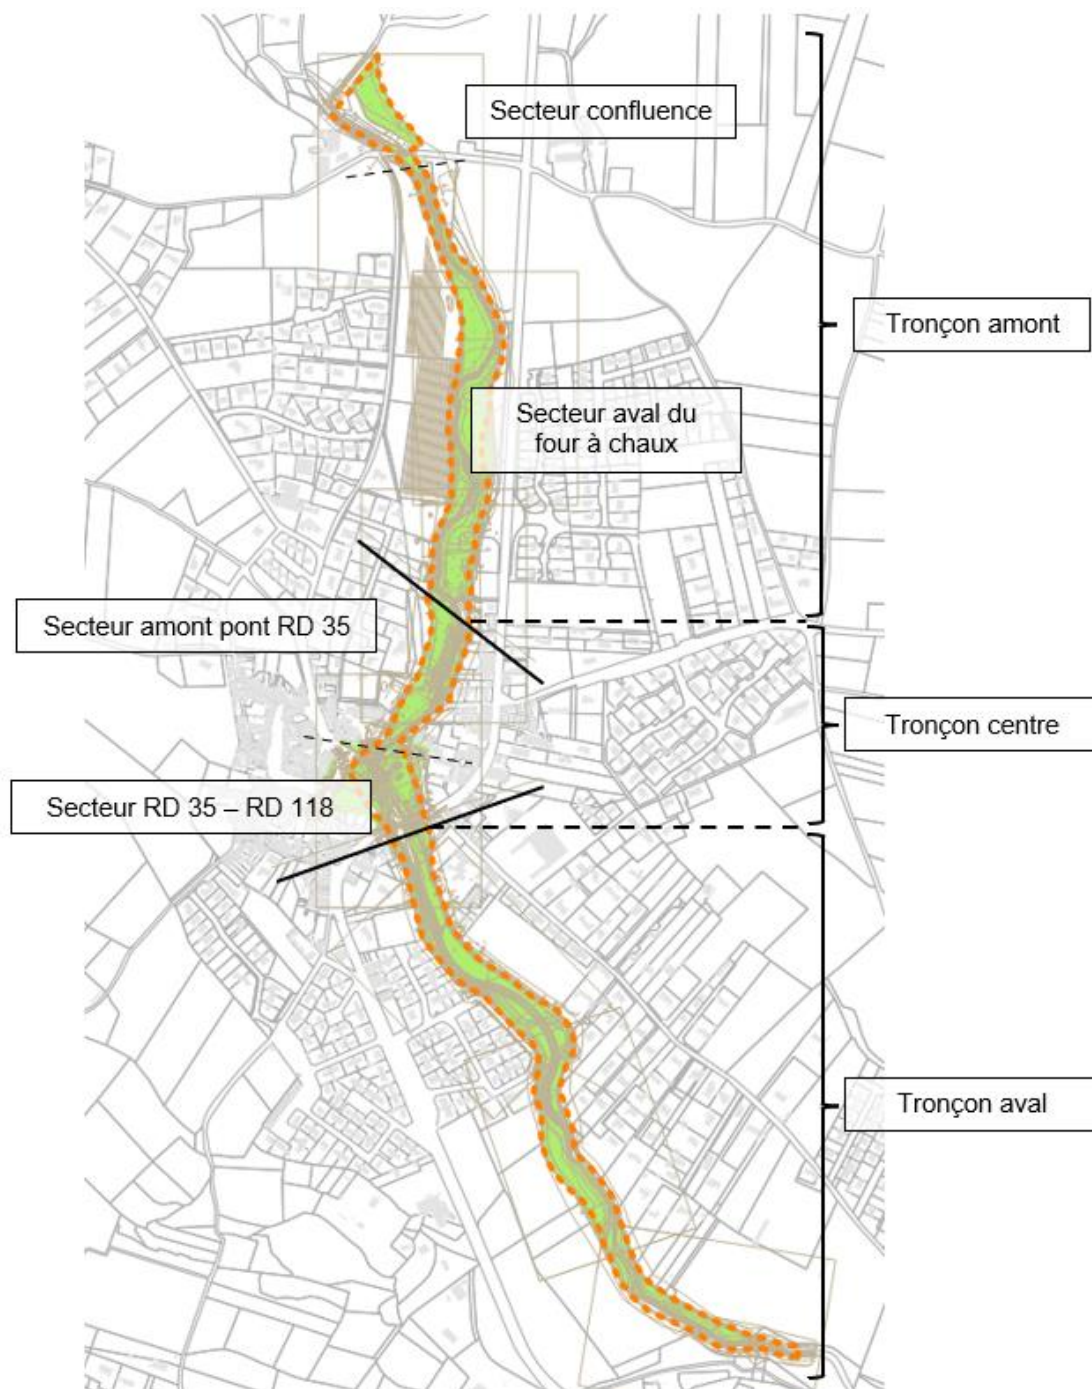 Secteur confluence
Tronçon amont
Secteur aval du
four à chaux
Secteur amont pont RD 35
Tronçon centre
Secteur RD 35 – RD 118
Tronçon aval